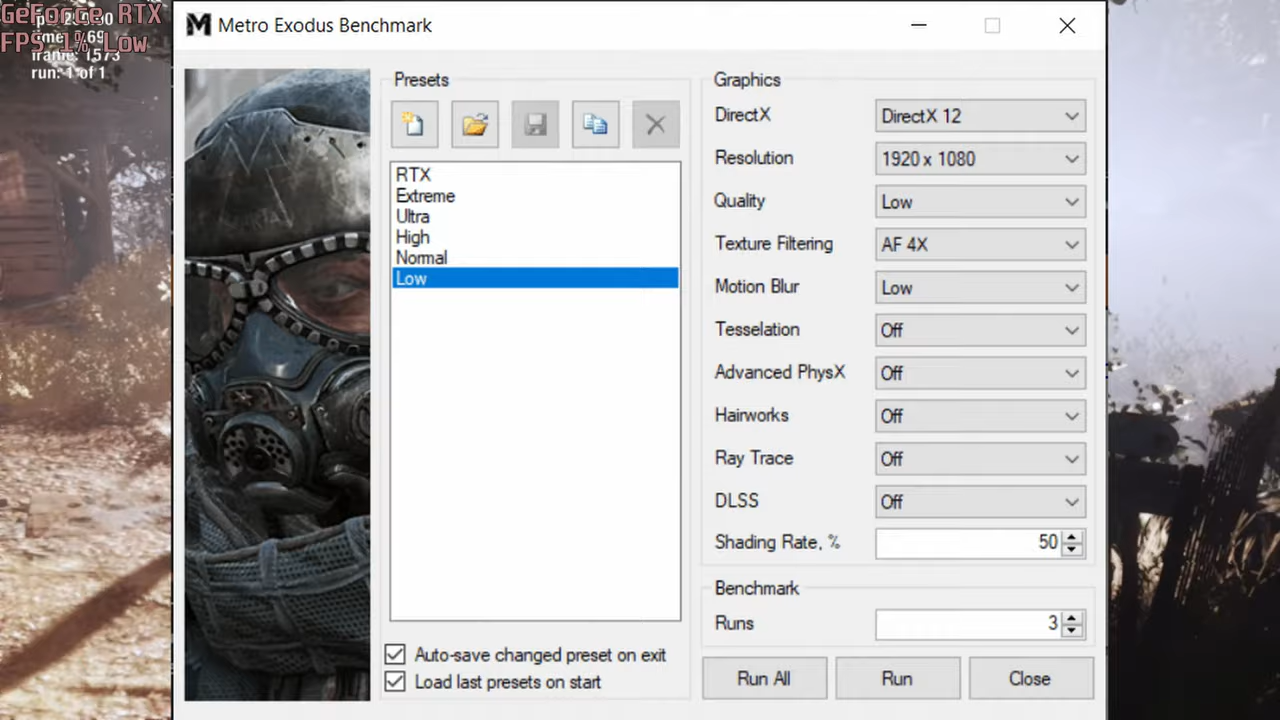 GeForce RTX
FPS 1% Low
frame: 1,573
run: 1 of 1
Metro Exodus Benchmark
Presets
RTX
Extreme
Ultra
High
Normal
Low
Auto-save changed preset on exit
Load last presets on start
Graphics
DirectX DirectX 12
Resolution 1920 x 1080
Quality Low
Texture Filtering AF 4X
Motion Blur Low
Tesselation Off
Advanced PhysX Off
Hairworks Off
Ray Trace Off
DLSS Off
Shading Rate, % 50
Benchmark
Runs 3
Run All Run Close